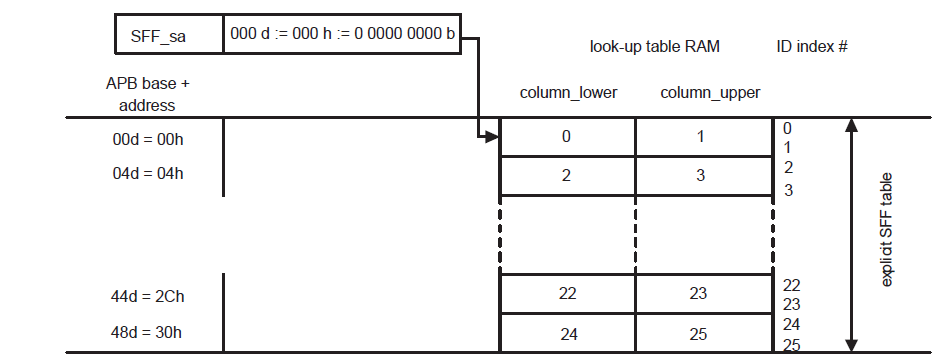 SFF_sa 000 d := 000 h := 0 0000 0000 b
look-up table RAM ID index #
APB base +
address
column_lower column_upper
00d = 00h 0 1 0
1
04d = 04h 2 3 2
3
explicit SFF table
44d = 2Ch 22 23 22
23
48d = 30h 24 25 24
25